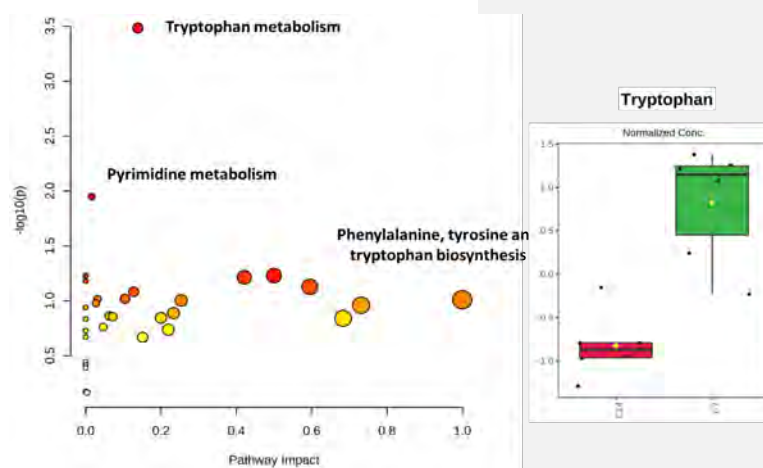 3.5
Tryptophan metabolism
3.0
2.5
Pyrimidine metabolism
2.0
-log10(p)
1.5
Phenylalanine, tyrosine an
tryptophan biosynthesis
1.0
0.5
0.0
0.2
0.4
0.6
0.8
1.0
Pathway Impact
Tryptophan
Normalized Conc.
1.5
1.0
0.5
0.0
-0.5
-1.0